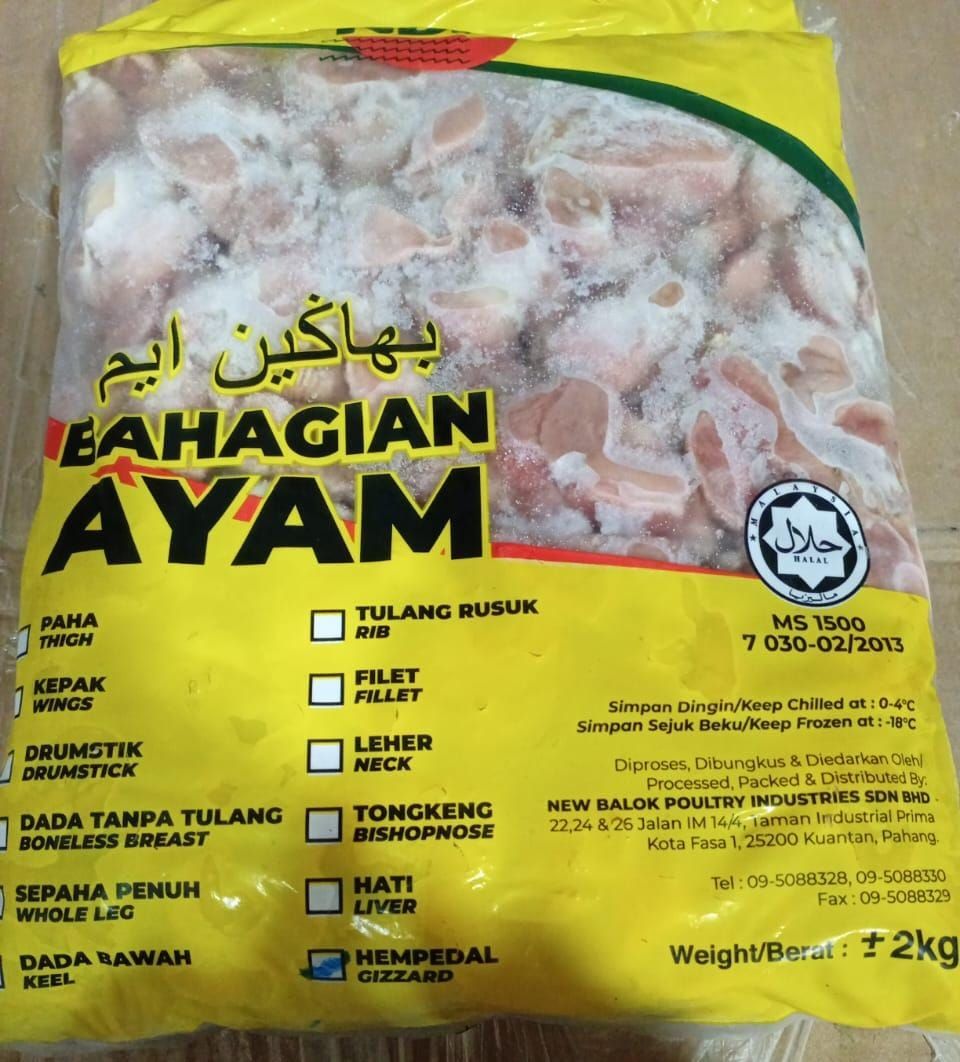 بهاݢين ايم
BAHAGIAN
AYAM
PAHA
THIGH
KEPAK
WINGS
DRUMSTIK
DRUMSTICK
DADA TANPA TULANG
BONELESS BREAST
SEPAHA PENUH
WHOLE LEG
DADA BAWAH
KEEL
TULANG RUSUK
RIB
FILET
FILLET
LEHER
NECK
TONGKENG
BISHOPNOSE
HATI
LIVER
HEMPEDAL
GIZZARD
MALAYSIA
حلال
HALAL
مليسيا
MS 1500
7 030-02/2013
Simpan Dingin/Keep Chilled at : 0-4°C
Simpan Sejuk Beku/Keep Frozen at : -18°C
Diproses, Dibungkus & Diedarkan Oleh/
Processed, Packed & Distributed By:
NEW BALOK POULTRY INDUSTRIES SDN BHD
22,24 & 26 Jalan IM 14/4, Taman Industrial Prima
Kota Fasa 1, 25200 Kuantan, Pahang.
Tel : 09-5088328, 09-5088330
Fax : 09-5088329
Weight/Berat : ± 2kg